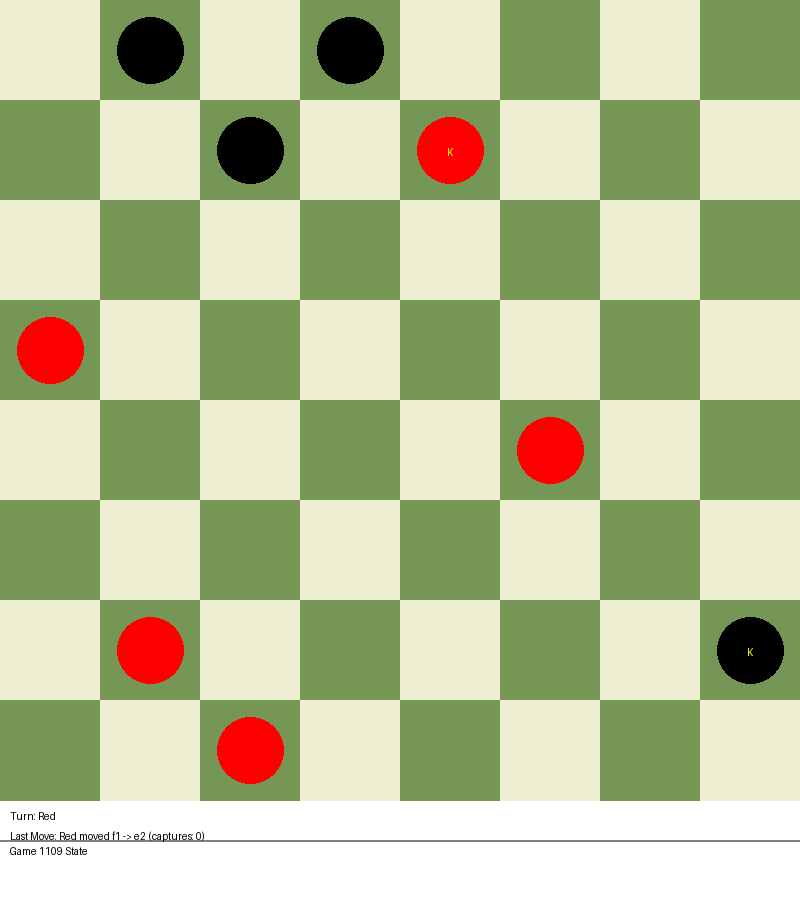 K
K
Turn: Red
Last Move: Red moved f1 -> e2 (captures: 0)
Game 1109 State